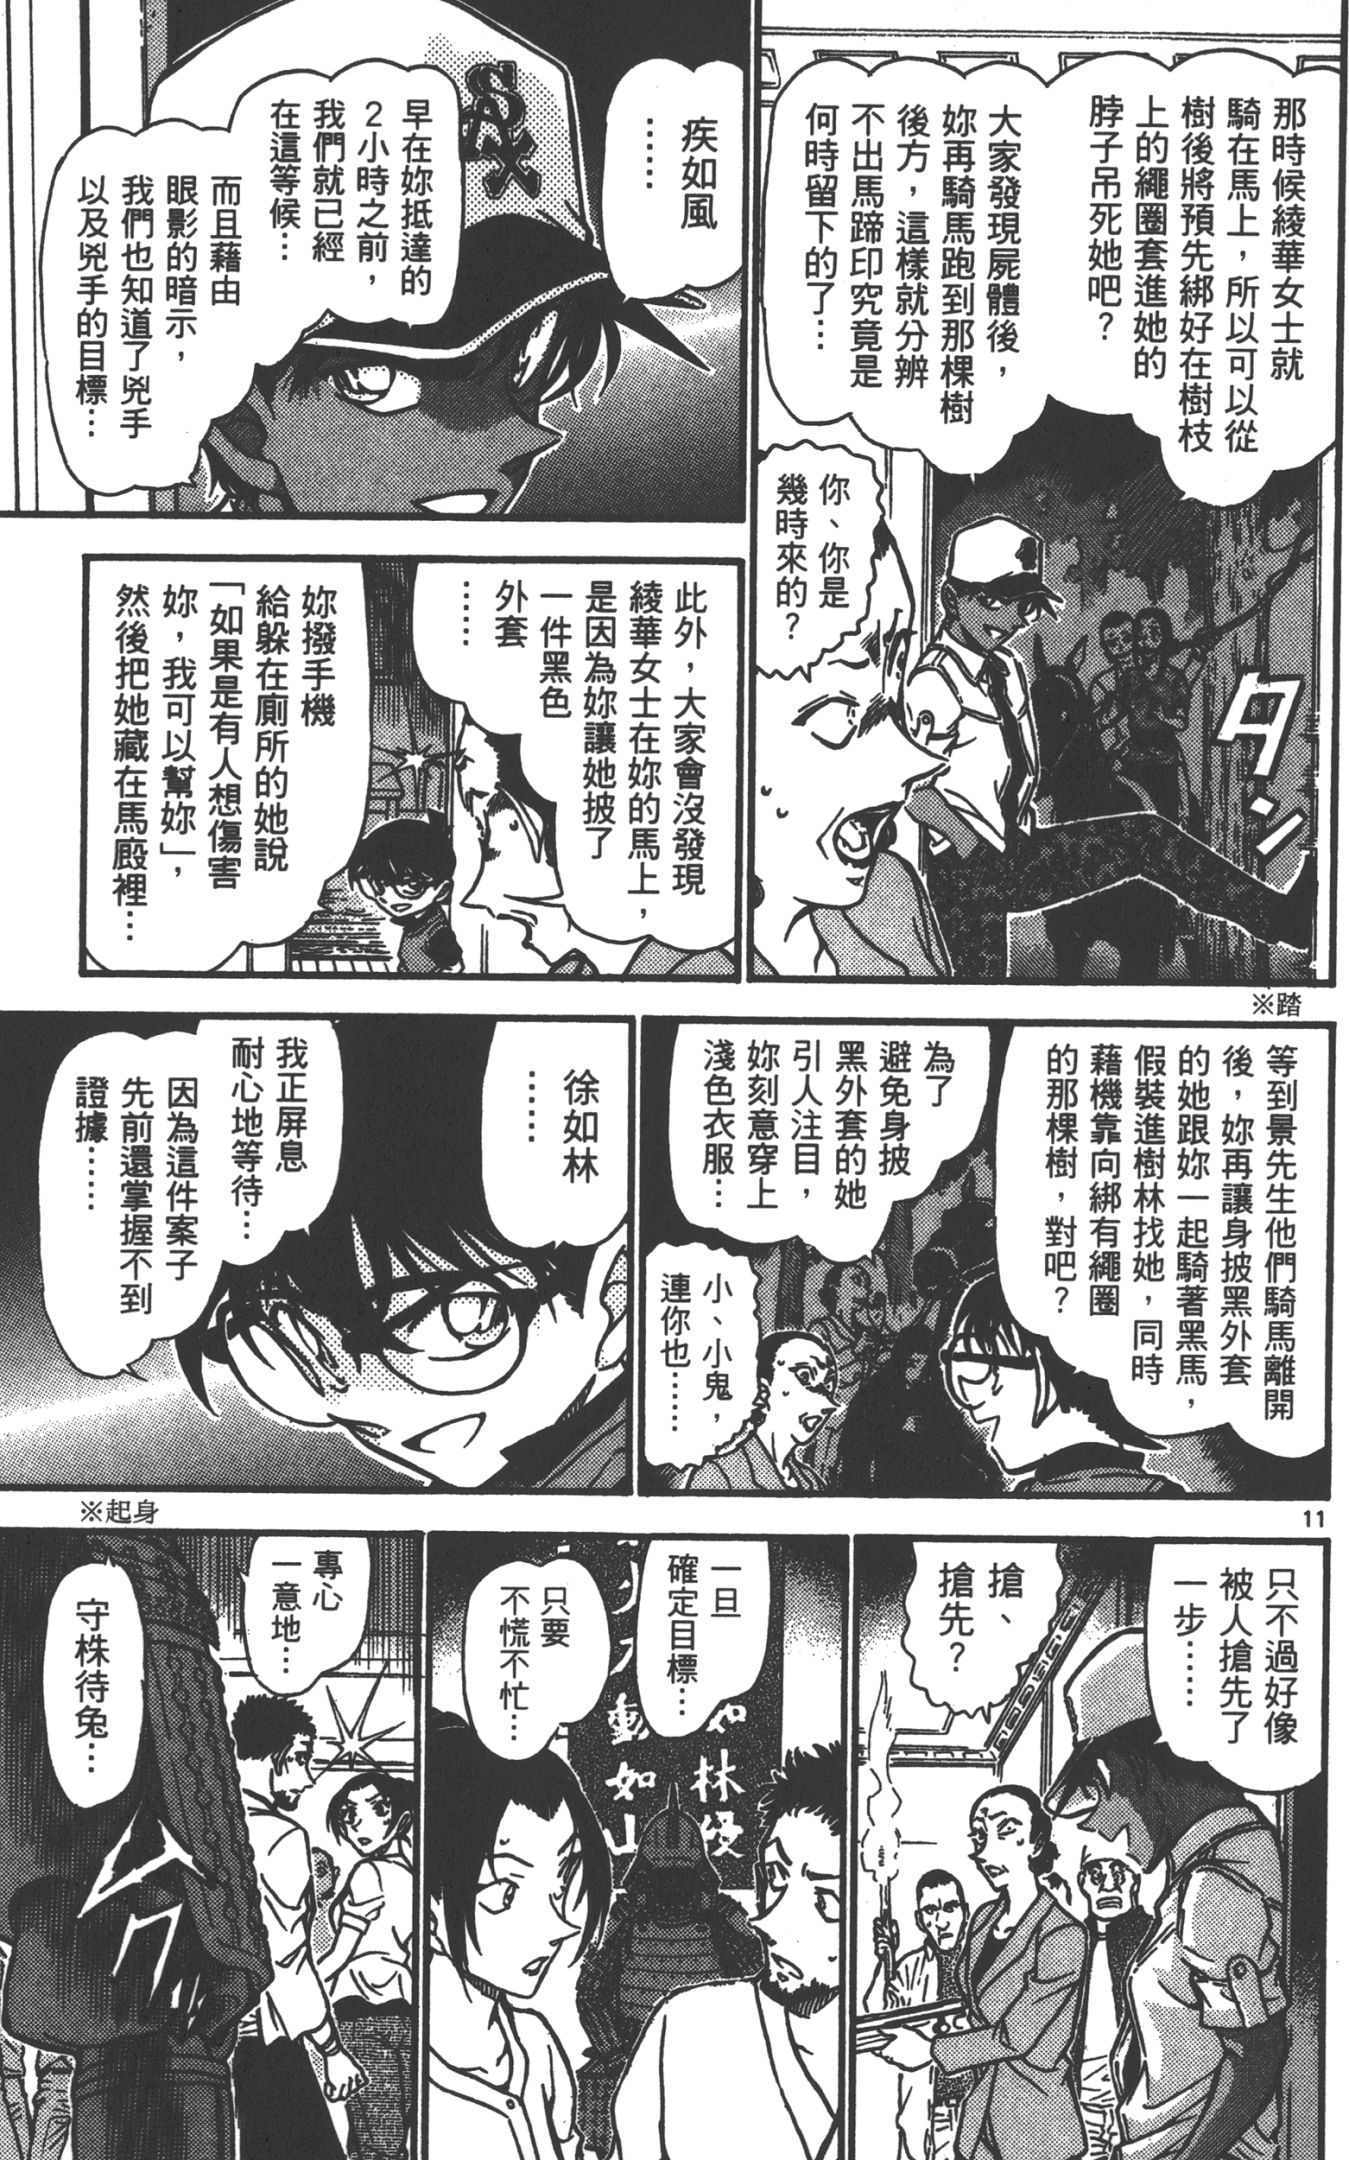 那時候綾華女士就
騎在馬上，所以可以從
樹後將預先綁好在樹枝
上的繩圈套進她的
脖子吊死她吧？
大家發現屍體後，
妳再騎馬跑到那棵樹
後方，這樣就分辨
不出馬蹄印究竟是
何時留下的了…
你、你是
幾時來的？
タン
※踏
疾如風
……
早在妳抵達的
2小時之前，
我們就已經
在這等候…
而且藉由
眼影的暗示，
我們也知道了兇手
以及兇手的目標…
此外，大家會沒發現
綾華女士在妳的馬上，
是因為妳讓她披了
一件黑色
外套
……
妳撥手機
給躲在廁所的她說
「如果是有人想傷害
妳，我可以幫妳」，
然後把她藏在馬廄裡…
等到景先生他們騎馬離開
後，妳再讓身披黑外套
的她跟妳一起騎著黑馬，
假裝進樹林找她，同時
藉機靠向綁有繩圈
的那棵樹，對吧？
為了
避免身披
黑外套的她
引人注目，
妳刻意穿上
淺色衣服…
小、小鬼，
連你也……
徐如林
……
我正屏息
耐心地等待…
因為這件案子
先前還掌握不到
證據……
11
只不過好像
被人搶先了
一步……
搶、
搶先？
一旦
確定目標…
只要
不慌不忙…
林
動如山
專心
一意地…
守株待兔…
ムク
※起身